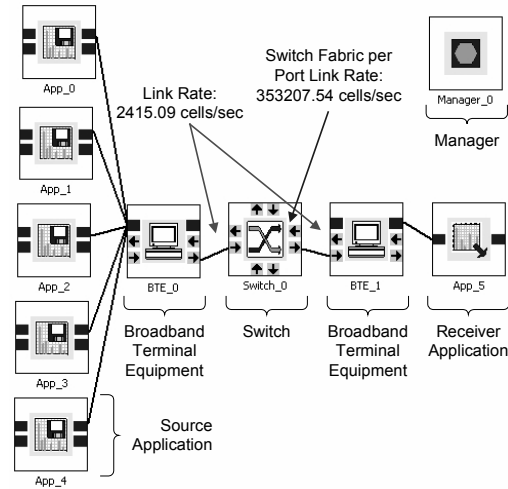 App_0
App_1
App_2
App_3
App_4
Link Rate:
2415.09 cells/sec
Switch Fabric per
Port Link Rate:
353207.54 cells/sec
Manager_0
Manager
BTE_0
Switch_0
BTE_1
App_5
Broadband
Terminal
Equipment
Switch
Broadband
Terminal
Equipment
Receiver
Application
Source
Application